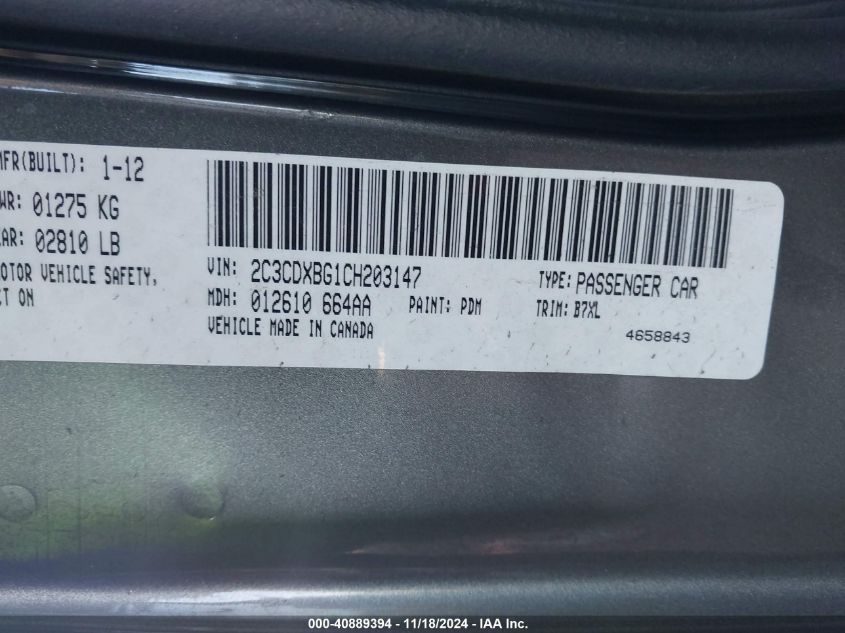 MFR(BUILT): 1-12
WR: 01275 KG
EAR: 02810 LB
OTOR VEHICLE SAFETY,
CT ON
VIN: 2C3CDXBG1CH203147
TYPE: PASSENGER CAR
MDH: 012610 664AA PAINT: PDM TRIM: B7XL
VEHICLE MADE IN CANADA
4658843
000-40889394 - 11/18/2024 - IAA Inc.